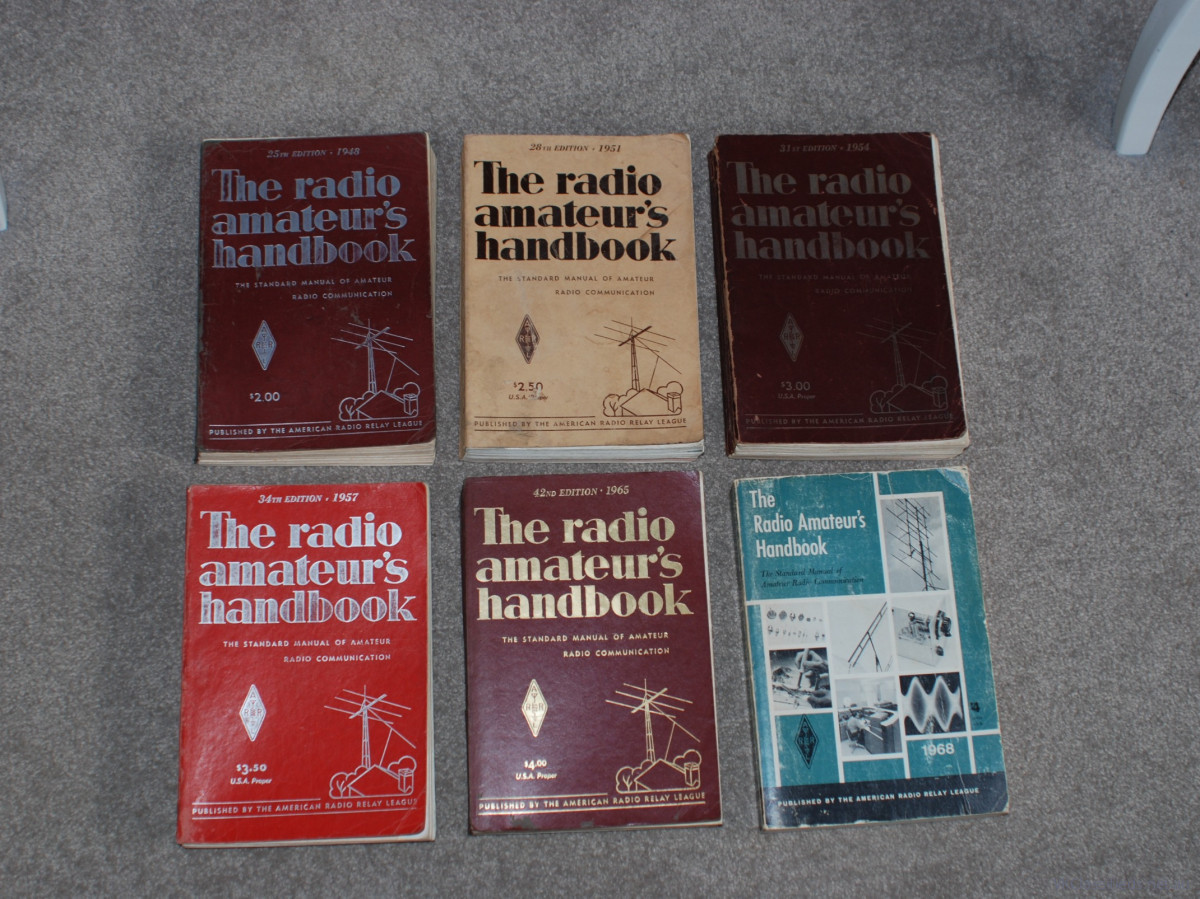 25TH EDITION • 1948
The radio
amateur's
handbook
THE STANDARD MANUAL OF AMATEUR
RADIO COMMUNICATION
$2.00
PUBLISHED BY THE AMERICAN RADIO RELAY LEAGUE
28TH EDITION • 1951
The radio
amateur's
handbook
THE STANDARD MANUAL OF AMATEUR
RADIO COMMUNICATION
$2.50
U.S.A. Proper
PUBLISHED BY THE AMERICAN RADIO RELAY LEAGUE
31ST EDITION • 1954
The radio
amateur's
handbook
THE STANDARD MANUAL OF AMATEUR
RADIO COMMUNICATION
$3.00
U.S.A. Proper
PUBLISHED BY THE AMERICAN RADIO RELAY LEAGUE
34TH EDITION • 1957
The radio
amateur's
handbook
THE STANDARD MANUAL OF AMATEUR
RADIO COMMUNICATION
$3.50
U.S.A. Proper
PUBLISHED BY THE AMERICAN RADIO RELAY LEAGUE
42ND EDITION • 1965
The radio
amateur's
handbook
THE STANDARD MANUAL OF AMATEUR
RADIO COMMUNICATION
A
R R
L
$4.00
U.S.A. Proper
PUBLISHED BY THE AMERICAN RADIO RELAY LEAGUE
The
Radio Amateur's
Handbook
The Standard Manual of
Amateur Radio Communication
1968
PUBLISHED BY THE AMERICAN RADIO RELAY LEAGUE